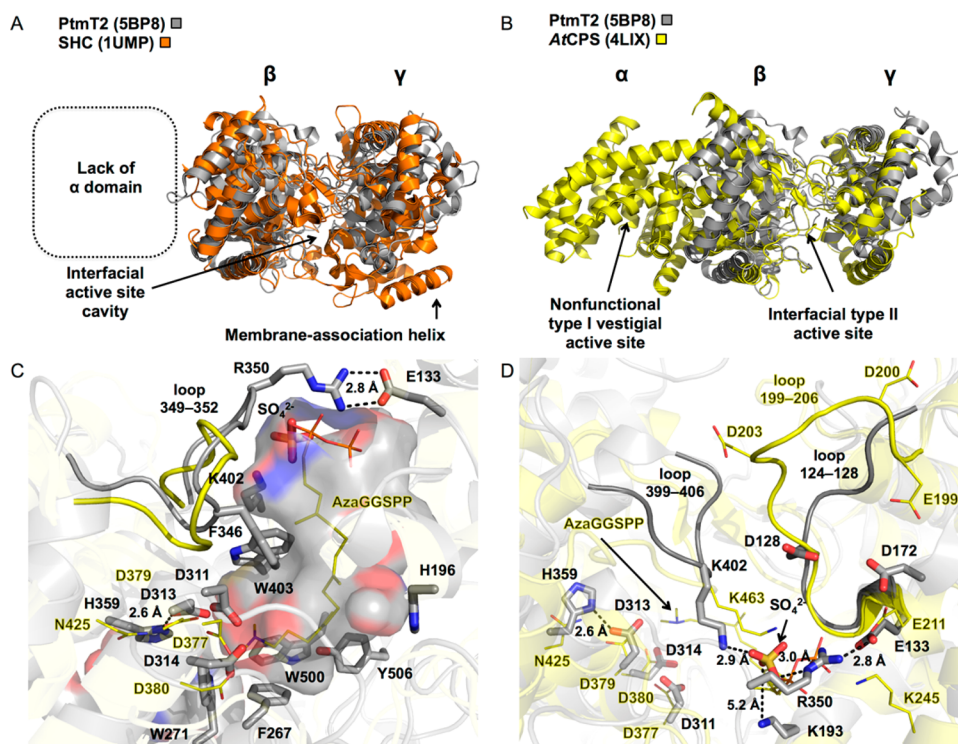 A
PtmT2 (5BP8)
SHC (1UMP)
β
γ
Lack of
α domain
Interfacial
active site
cavity
Membrane-association helix
B
PtmT2 (5BP8)
AtCPS (4LIX)
α
β
γ
Nonfunctional
type I vestigial
active site
Interfacial type II
active site
C
R350
E133
2.8 Å
loop
349–352
SO₄²⁻
K402
AzaGGSPP
F346
D379
D311
W403
H196
H359
D313
2.6 Å
N425
D377
D314
W500
Y506
D380
W271
F267
D
D200
loop
199–206
D203
loop
124–128
loop
399–406
E199
AzaGGSPP
D128
D172
H359
K402
D313
K463
SO₄²⁻
2.6 Å
E211
D314
E133
N425
2.9 Å
3.0 Å
2.8 Å
D379
D380
R350
K245
5.2 Å
D311
D377
K193